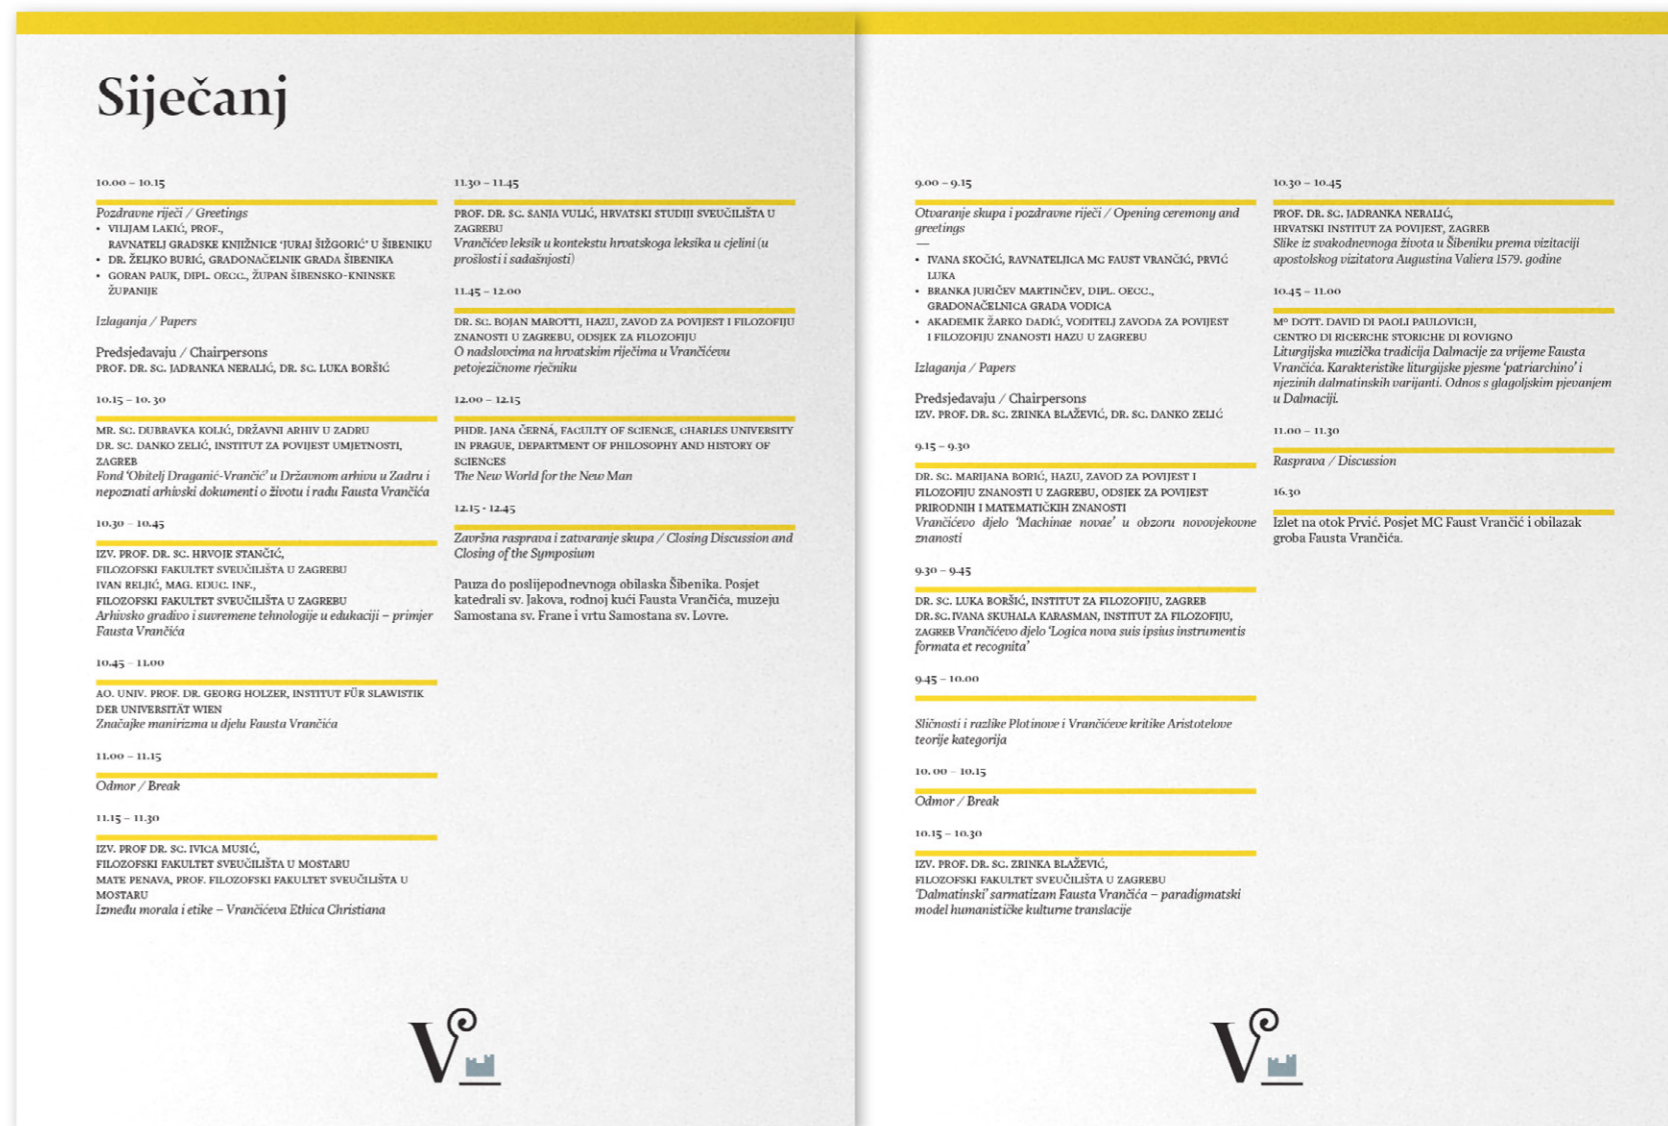 Siječanj
10.00 – 10.15
Pozdravne riječi / Greetings
• VILIJAM LAKIĆ, PROF.,
RAVNATELJ GRADSKE KNJIŽNICE ‘JURAJ ŠIŽGORIĆ’ U ŠIBENIKU
• DR. ŽELJKO BURIĆ, GRADONAČELNIK GRADA ŠIBENIKA
• GORAN PAUK, DIPL. OECC., ŽUPAN ŠIBENSKO-KNINSKE
ŽUPANIJE
Izlaganja / Papers
Predsjedavaju / Chairpersons
PROF. DR. SC. JADRANKA NERALIĆ, DR. SC. LUKA BORŠIĆ
10.15 – 10. 30
MR. SC. DUBRAVKA KOLIĆ, DRŽAVNI ARHIV U ZADRU
DR. SC. DANKO ZELIĆ, INSTITUT ZA POVIJEST UMJETNOSTI,
ZAGREB
Fond ‘Obitelj Draganić-Vrančić’ u Državnom arhivu u Zadru i
nepoznati arhivski dokumenti o životu i radu Fausta Vrančića
10.30 – 10.45
IZV. PROF. DR. SC. HRVOJE STANČIĆ,
FILOZOFSKI FAKULTET SVEUČILIŠTA U ZAGREBU
IVAN RELJIĆ, MAG. EDUC. INF.,
FILOZOFSKI FAKULTET SVEUČILIŠTA U ZAGREBU
Arhivsko gradivo i suvremene tehnologije u edukaciji – primjer
Fausta Vrančića
10.45 – 11.00
AO. UNIV. PROF. DR. GEORG HOLZER, INSTITUT FÜR SLAWISTIK
DER UNIVERSITÄT WIEN
Značajke manirizma u djelu Fausta Vrančića
11.00 – 11.15
Odmor / Break
11.15 – 11.30
IZV. PROF DR. SC. IVICA MUSIĆ,
FILOZOFSKI FAKULTET SVEUČILIŠTA U MOSTARU
MATE PENAVA, PROF. FILOZOFSKI FAKULTET SVEUČILIŠTA U
MOSTARU
Između morala i etike – Vrančićeva Ethica Christiana
11.30 – 11.45
PROF. DR. SC. SANJA VULIĆ, HRVATSKI STUDIJI SVEUČILIŠTA U
ZAGREBU
Vrančićev leksik u kontekstu hrvatskoga leksika u cjelini (u
prošlosti i sadašnjosti)
11.45 – 12.00
DR. SC. BOJAN MAROTTI, HAZU, ZAVOD ZA POVIJEST I FILOZOFIJU
ZNANOSTI U ZAGREBU, ODSJEK ZA FILOZOFIJU
O nadslovcima na hrvatskim riječima u Vrančićevu
petojezičnome rječniku
12.00 – 12.15
PHDR. JANA ČERNÁ, FACULTY OF SCIENCE, CHARLES UNIVERSITY
IN PRAGUE, DEPARTMENT OF PHILOSOPHY AND HISTORY OF
SCIENCES
The New World for the New Man
12.15 - 12.45
Završna rasprava i zatvaranje skupa / Closing Discussion and
Closing of the Symposium
Pauza do poslijepodnevnoga obilaska Šibenika. Posjet
katedrali sv. Jakova, rodnoj kući Fausta Vrančića, muzeju
Samostana sv. Frane i vrtu Samostana sv. Lovre.
V
9.00 – 9.15
Otvaranje skupa i pozdravne riječi / Opening ceremony and
greetings
—
• IVANA SKOČIĆ, RAVNATELJICA MC FAUST VRANČIĆ, PRVIĆ
LUKA
• BRANKA JURIČEV MARTINČEV, DIPL. OECC.,
GRADONAČELNICA GRADA VODICA
• AKADEMIK ŽARKO DADIĆ, VODITELJ ZAVODA ZA POVIJEST
I FILOZOFIJU ZNANOSTI HAZU U ZAGREBU
Izlaganja / Papers
Predsjedavaju / Chairpersons
IZV. PROF. DR. SC. ZRINKA BLAŽEVIĆ, DR. SC. DANKO ZELIĆ
9.15 – 9.30
DR. SC. MARIJANA BORIĆ, HAZU, ZAVOD ZA POVIJEST I
FILOZOFIJU ZNANOSTI U ZAGREBU, ODSJEK ZA POVIJEST
PRIRODNIH I MATEMATIČKIH ZNANOSTI
Vrančićevo djelo ‘Machinae novae’ u obzoru novovjekovne
znanosti
9.30 – 9.45
DR. SC. LUKA BORŠIĆ, INSTITUT ZA FILOZOFIJU, ZAGREB
DR. SC. IVANA SKUHALA KARASMAN, INSTITUT ZA FILOZOFIJU,
ZAGREB Vrančićevo djelo ‘Logica nova suis ipsius instrumentis
formata et recognita’
9.45 – 10.00
Sličnosti i razlike Plotinove i Vrančićeve kritike Aristotelove
teorije kategorija
10. 00 – 10.15
Odmor / Break
10.15 – 10.30
IZV. PROF. DR. SC. ZRINKA BLAŽEVIĆ,
FILOZOFSKI FAKULTET SVEUČILIŠTA U ZAGREBU
‘Dalmatinski’ sarmatizam Fausta Vrančića – paradigmatski
model humanističke kulturne translacije
10.30 – 10.45
PROF. DR. SC. JADRANKA NERALIĆ,
HRVATSKI INSTITUT ZA POVIJEST, ZAGREB
Slike iz svakodnevnoga života u Šibeniku prema vizitaciji
apostolskog vizitatora Augustina Valiera 1579. godine
10.45 – 11.00
Mº DOTT. DAVID DI PAOLI PAULOVICH,
CENTRO DI RICERCHE STORICHE DI ROVIGNO
Liturgijska muzička tradicija Dalmacije za vrijeme Fausta
Vrančića. Karakteristike liturgijske pjesme ‘patriarchino’ i
njezinih dalmatinskih varijanti. Odnos s glagoljskim pjevanjem
u Dalmaciji.
11.00 – 11.30
Rasprava / Discussion
16.30
Izlet na otok Prvić. Posjet MC Faust Vrančić i obilazak
groba Fausta Vrančića.
V